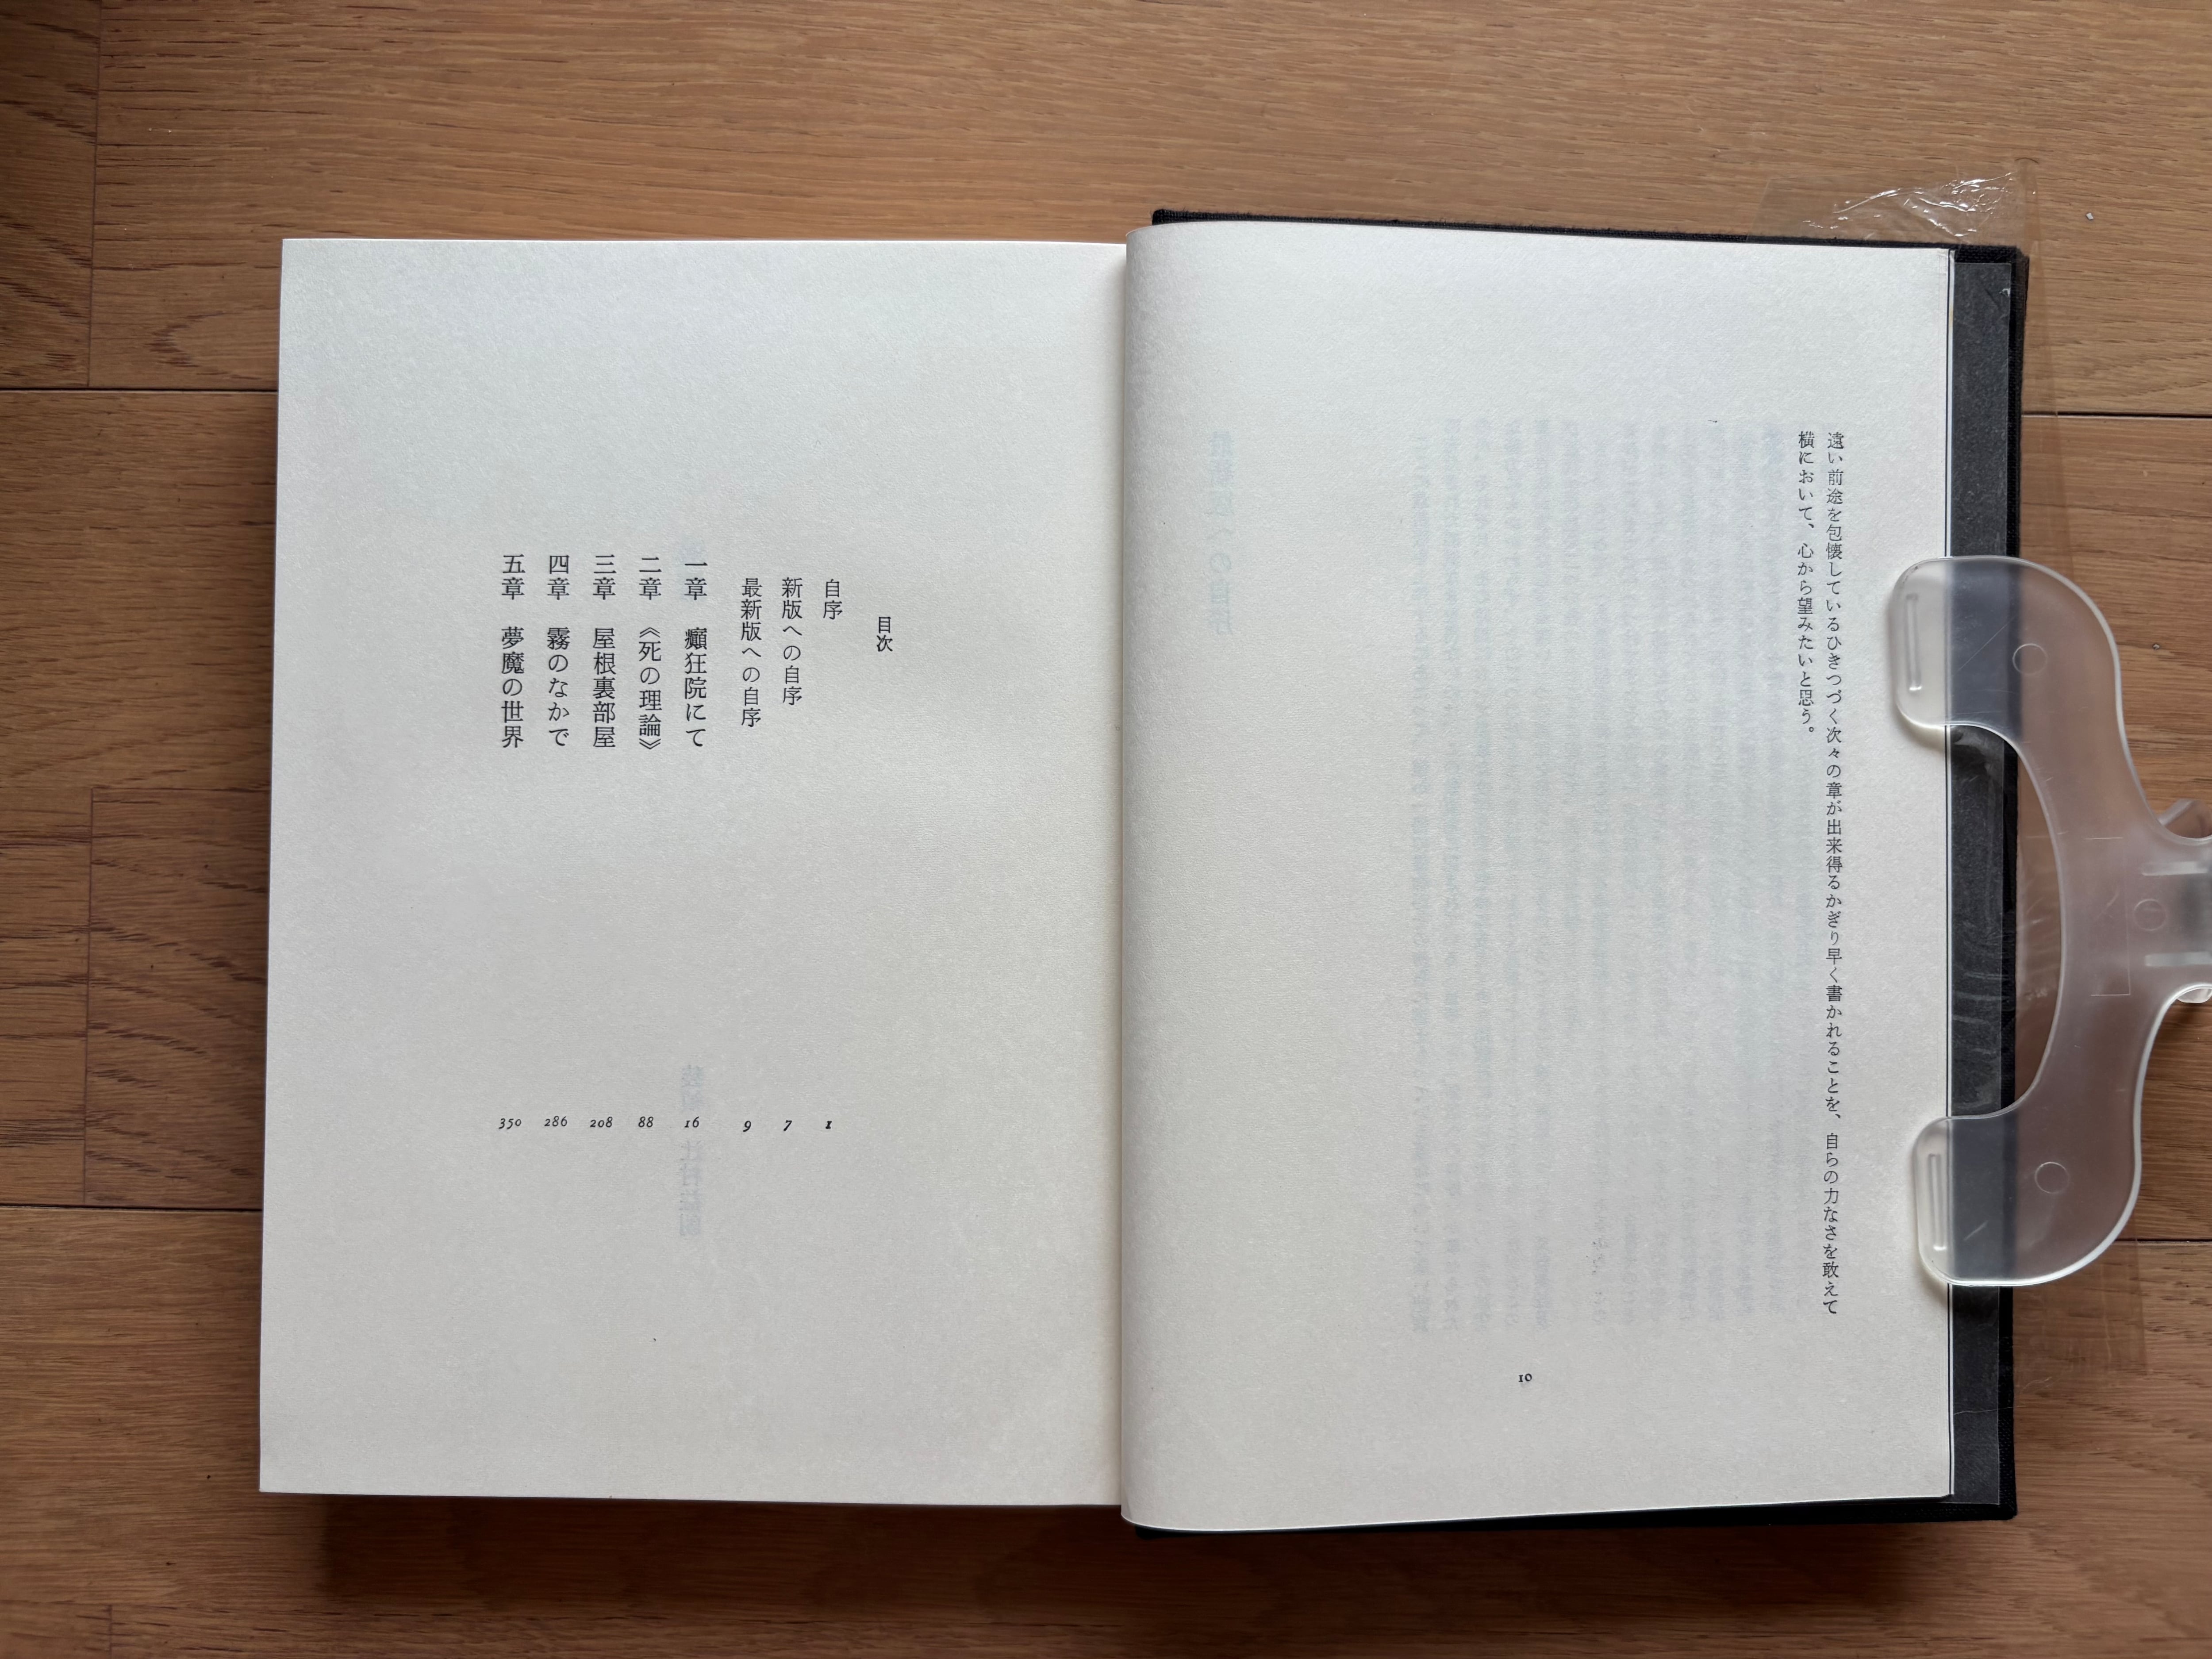 遠い前途を包懐しているひきつづく次々の章が出来得るかぎり早く書かれることを、自らの力なさを敢えて
横において、心から望みたいと思う。
10
目次
自序 1
新版への自序 7
最新版への自序 9
一章 癲狂院にて 16
二章 《死の理論》 88
三章 屋根裏部屋 208
四章 霧のなかで 286
五章 夢魔の世界 350